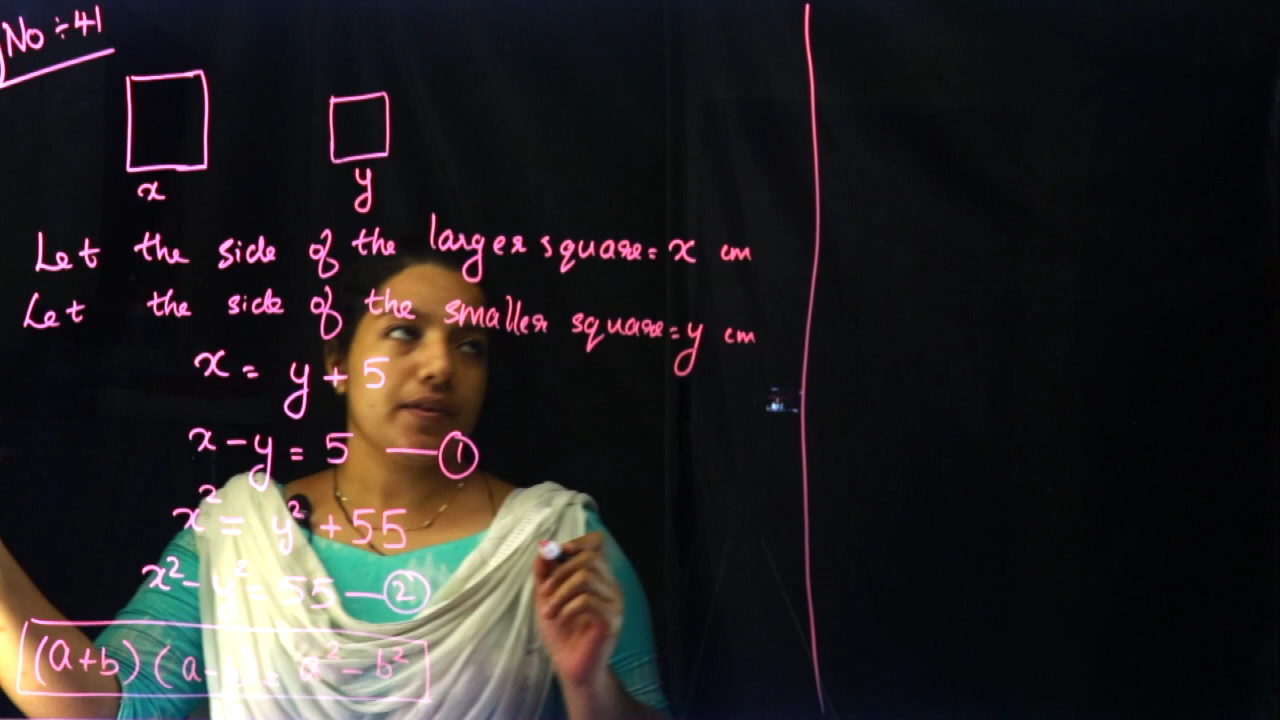 No ÷ 41
x
y
Let the side of the larger square = x cm
Let the side of the smaller square = y cm
x = y + 5
x - y = 5 — ①
x² = y² + 55
x² - y² = 55 — ②
(a+b) (a-b) = a² - b²